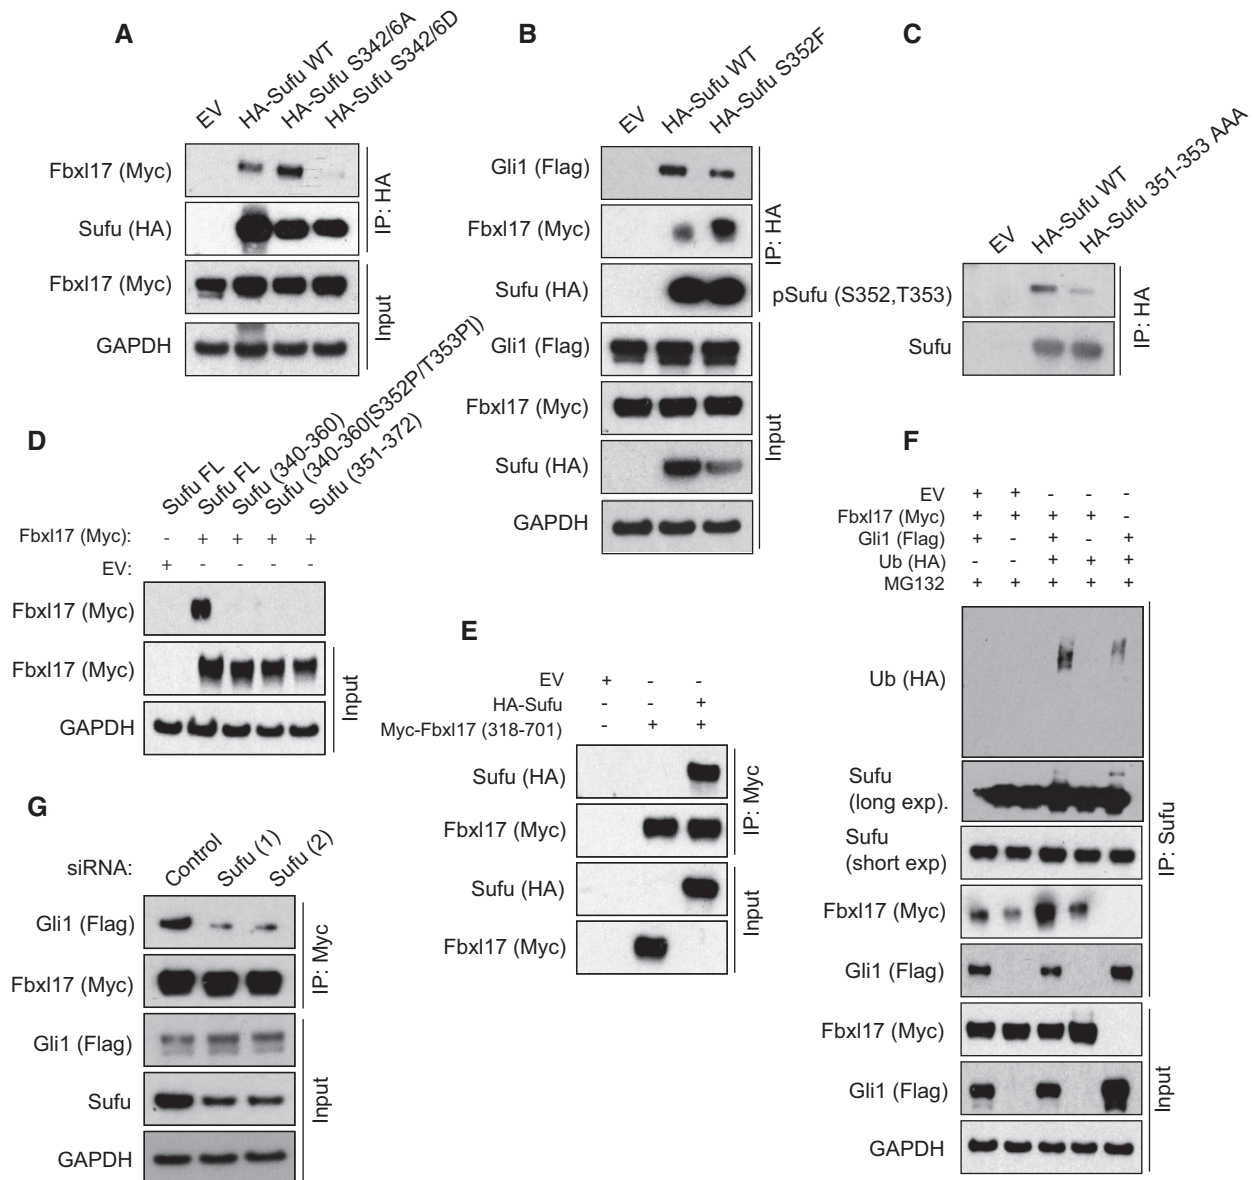 A
EV
HA-Sufu WT
HA-Sufu S342/6A
HA-Sufu S342/6D
Fbxl17 (Myc)
Sufu (HA)
Fbxl17 (Myc)
GAPDH
IP: HA
Input
B
EV
HA-Sufu WT
HA-Sufu S352F
Gli1 (Flag)
Fbxl17 (Myc)
Sufu (HA)
Gli1 (Flag)
Fbxl17 (Myc)
Sufu (HA)
GAPDH
IP: HA
Input
C
EV
HA-Sufu WT
HA-Sufu 351-353 AAA
pSufu (S352,T353)
Sufu
IP: HA
D
Sufu FL
Sufu FL
Sufu (340-360)
Sufu (340-360[S352P/T353P])
Sufu (351-372)
Fbxl17 (Myc): - + + + +
EV: + - - - -
Fbxl17 (Myc)
Fbxl17 (Myc)
GAPDH
Input
E
EV + - -
HA-Sufu - - +
Myc-Fbxl17 (318-701) - + +
Sufu (HA)
Fbxl17 (Myc)
Sufu (HA)
Fbxl17 (Myc)
IP: Myc
Input
F
EV + + - - -
Fbxl17 (Myc) + + + + -
Gli1 (Flag) + - + - +
Ub (HA) - - + + +
MG132 + + + + +
Ub (HA)
Sufu
(long exp).
Sufu
(short exp)
Fbxl17 (Myc)
Gli1 (Flag)
Fbxl17 (Myc)
Gli1 (Flag)
GAPDH
IP: Sufu
Input
G
siRNA:
Control
Sufu (1)
Sufu (2)
Gli1 (Flag)
Fbxl17 (Myc)
Gli1 (Flag)
Sufu
GAPDH
IP: Myc
Input